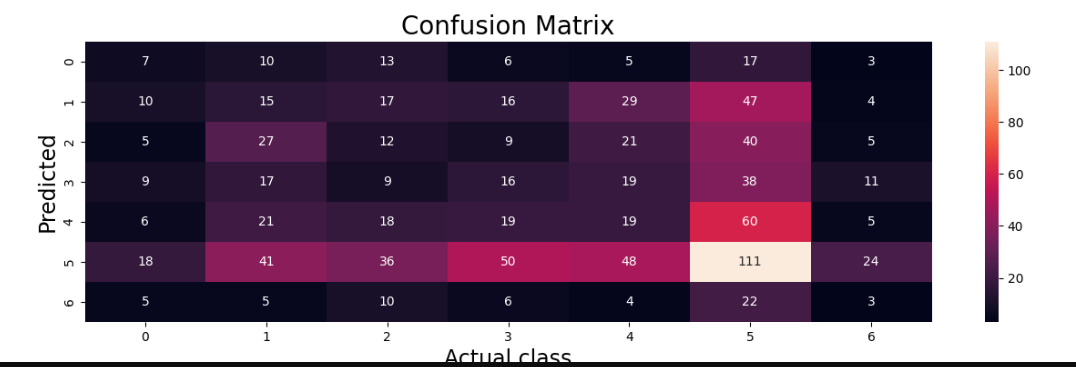 Confusion Matrix
0 7 10 13 6 5 17 3
1 10 15 17 16 29 47 4
2 5 27 12 9 21 40 5
3 9 17 9 16 19 38 11
4 6 21 18 19 19 60 5
5 18 41 36 50 48 111 24
6 5 5 10 6 4 22 3
0 1 2 3 4 5 6
Predicted
Actual class
100
80
60
40
20